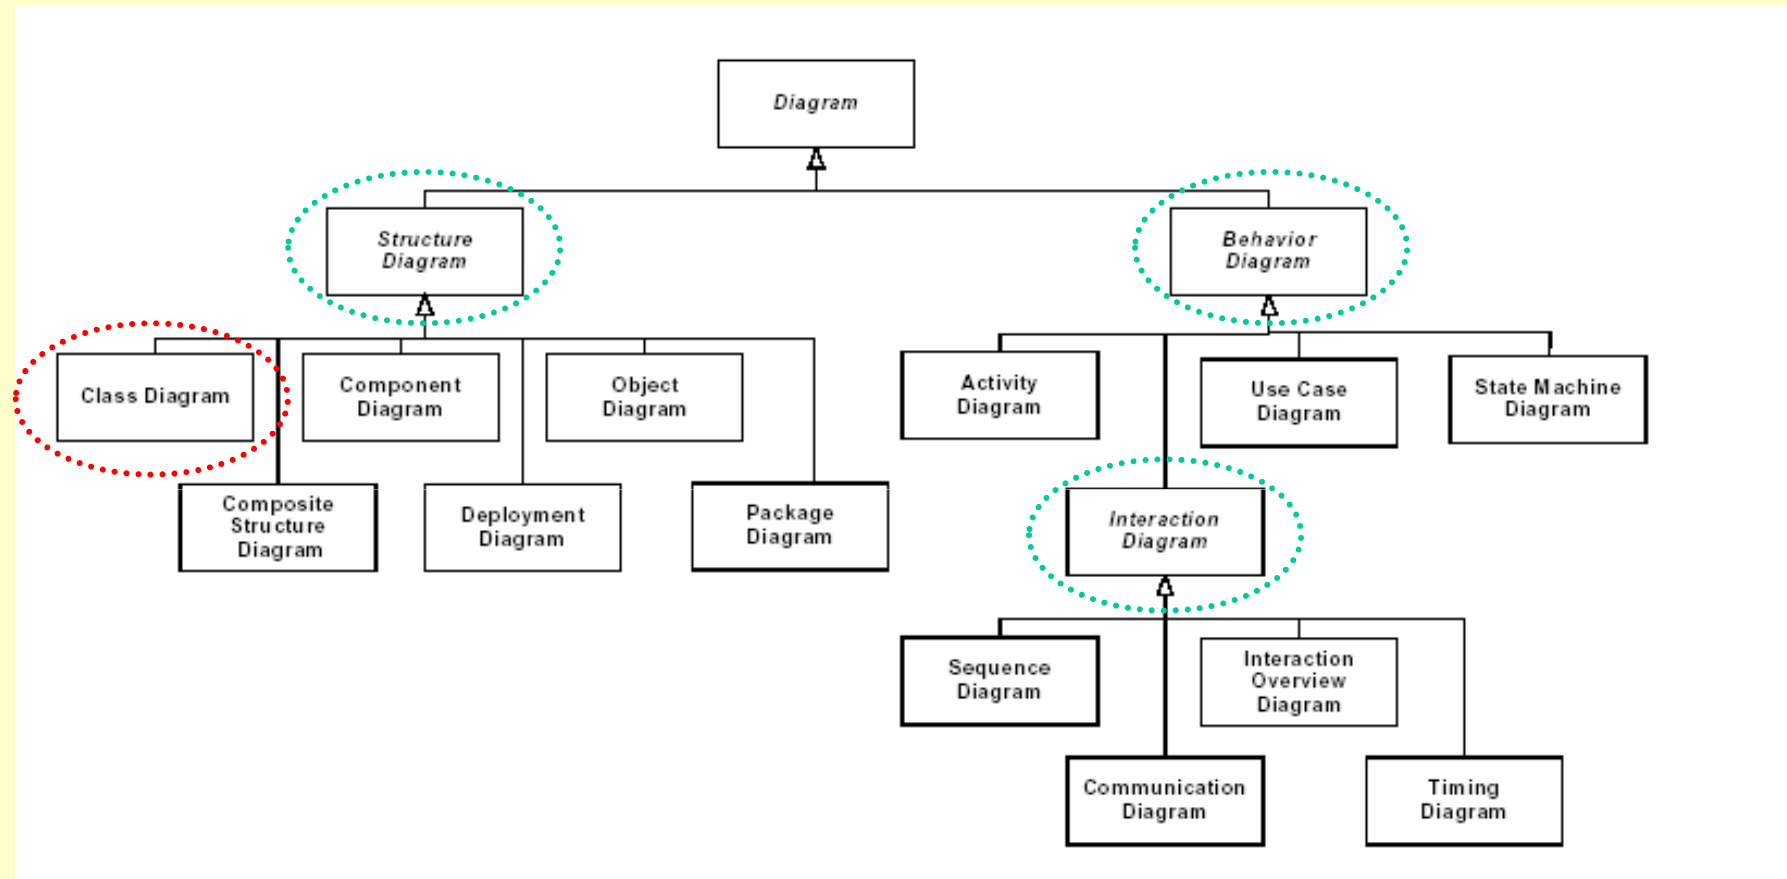 Diagram
Structure
Diagram
Behavior
Diagram
Class Diagram
Component
Diagram
Object
Diagram
Activity
Diagram
Use Case
Diagram
State Machine
Diagram
Composite
Structure
Diagram
Deployment
Diagram
Package
Diagram
Interaction
Diagram
Sequence
Diagram
Interaction
Overview
Diagram
Communication
Diagram
Timing
Diagram